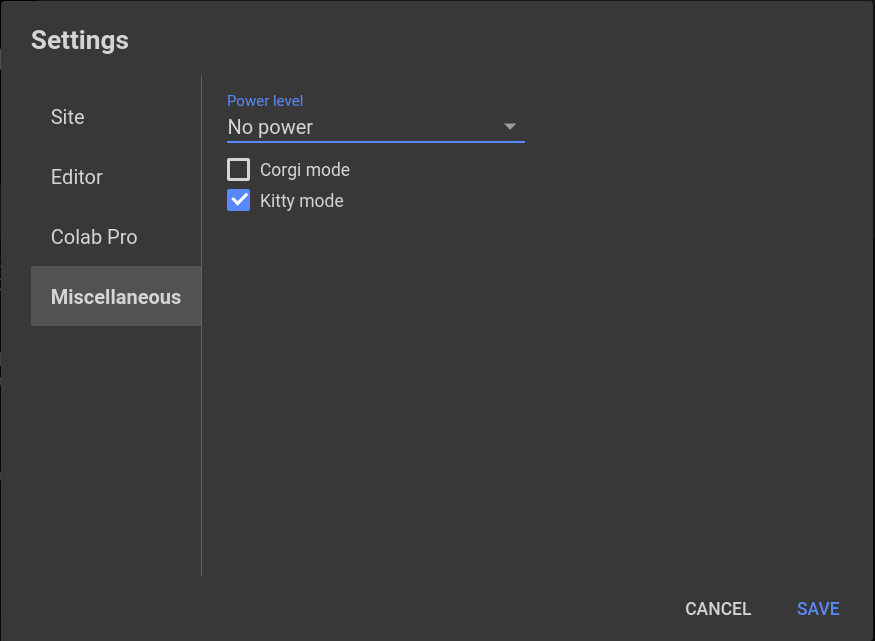 Settings
Site
Editor
Colab Pro
Miscellaneous
Power level
No power
Corgi mode
Kitty mode
CANCEL
SAVE